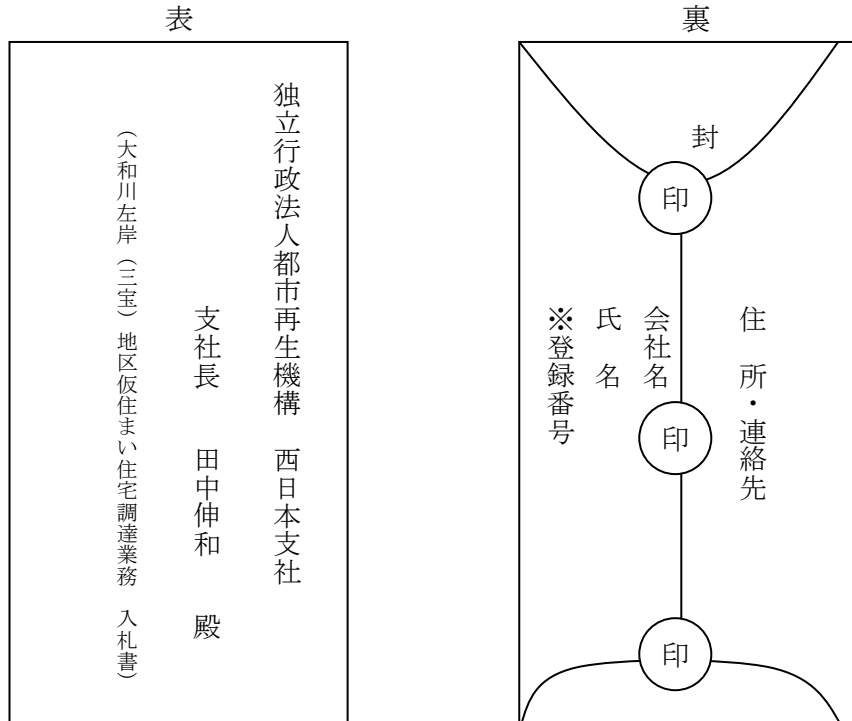 表
独立行政法人都市再生機構　西日本支社
支社長　田中伸和　殿
（大和川左岸（三宝）地区仮住まい住宅調達業務　入札書）
裏
封
印
住　所・連絡先
会社名
氏　名
※登録番号
印
印